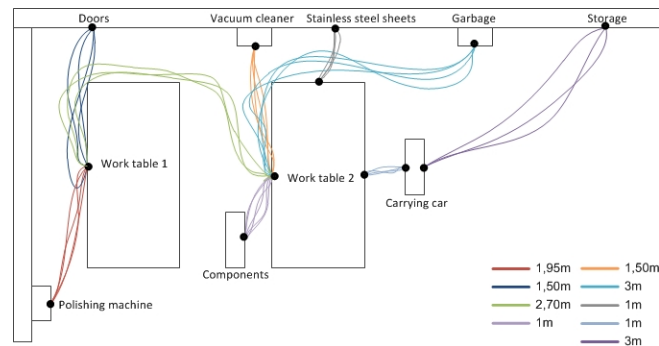 Doors
Vacuum cleaner
Stainless steel sheets
Garbage
Storage
Work table 1
Work table 2
Carrying car
Components
Polishing machine
1,95m
1,50m
1,50m
3m
2,70m
1m
1m
1m
3m